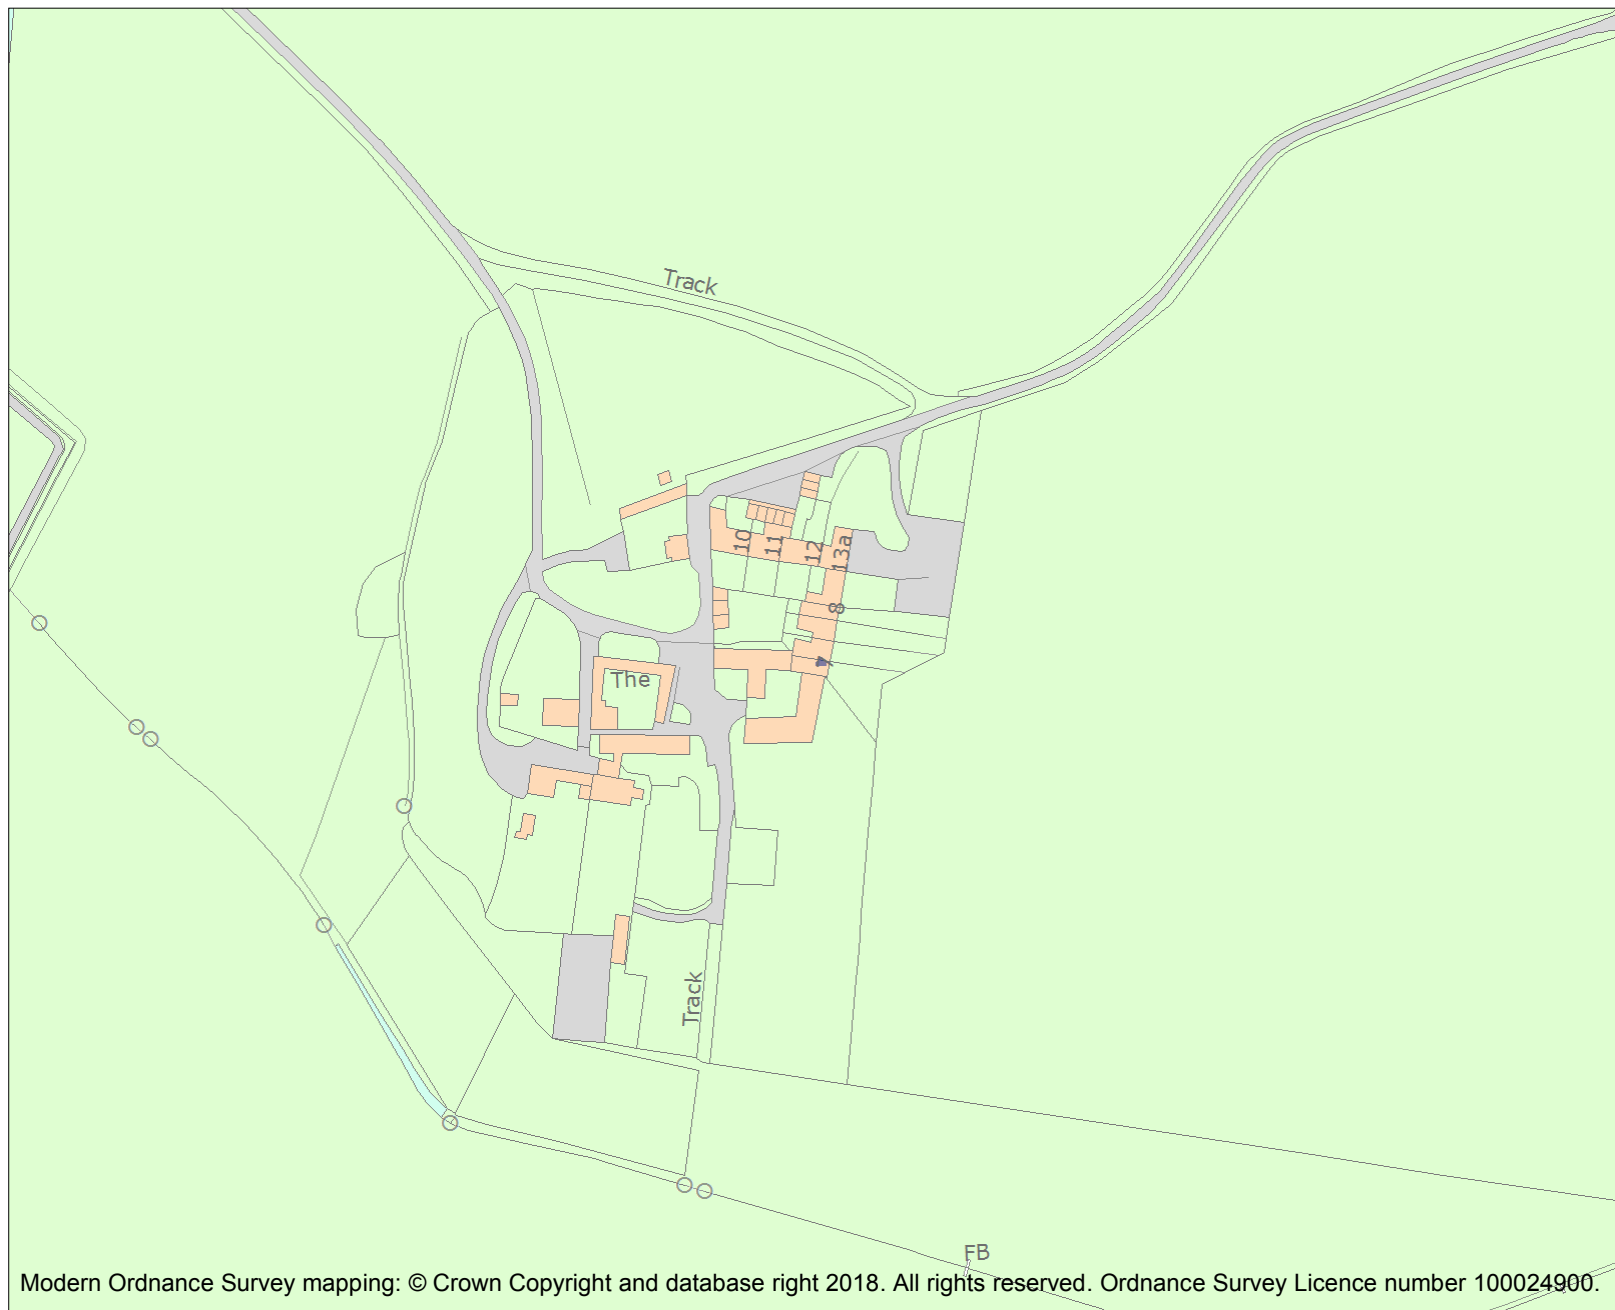 Track
10
11
12
13a
8
7
The
Track
FB
Modern Ordnance Survey mapping: © Crown Copyright and database right 2018. All rights reserved. Ordnance Survey Licence number 100024900.